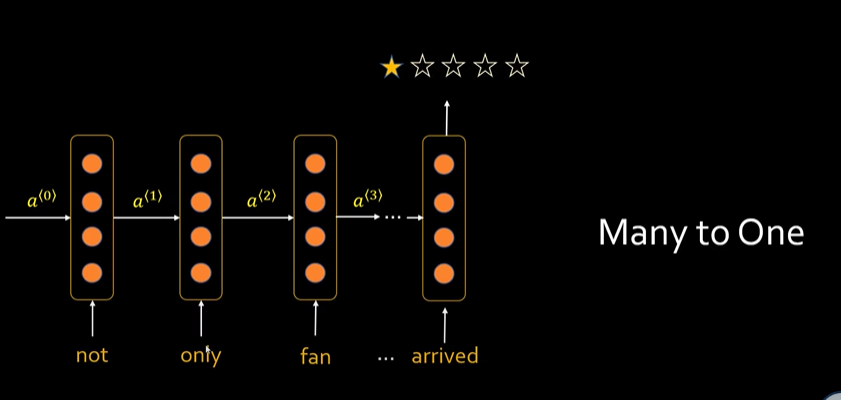 a⟨0⟩ a⟨1⟩ a⟨2⟩ a⟨3⟩ ...
Many to One
not only fan ... arrived